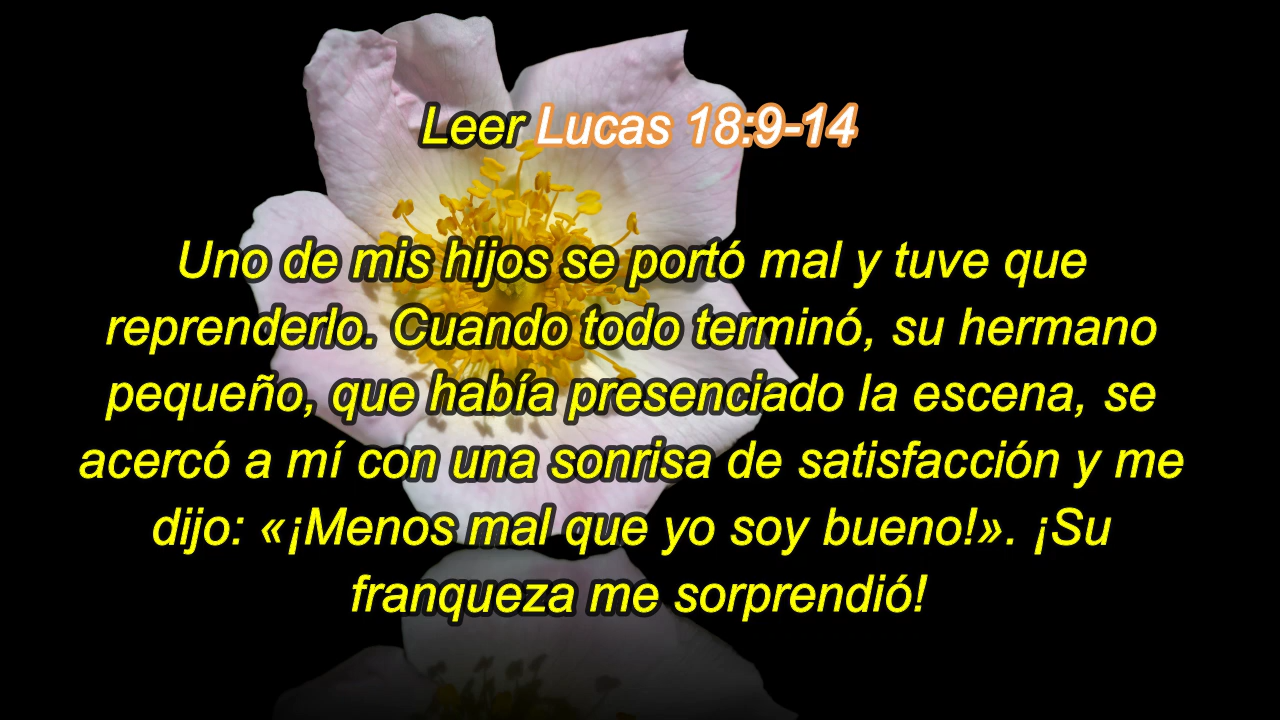 Leer Lucas 18:9-14
Uno de mis hijos se portó mal y tuve que
reprenderlo. Cuando todo terminó, su hermano
pequeño, que había presenciado la escena, se
acercó a mí con una sonrisa de satisfacción y me
dijo: «¡Menos mal que yo soy bueno!». ¡Su
franqueza me sorprendió!